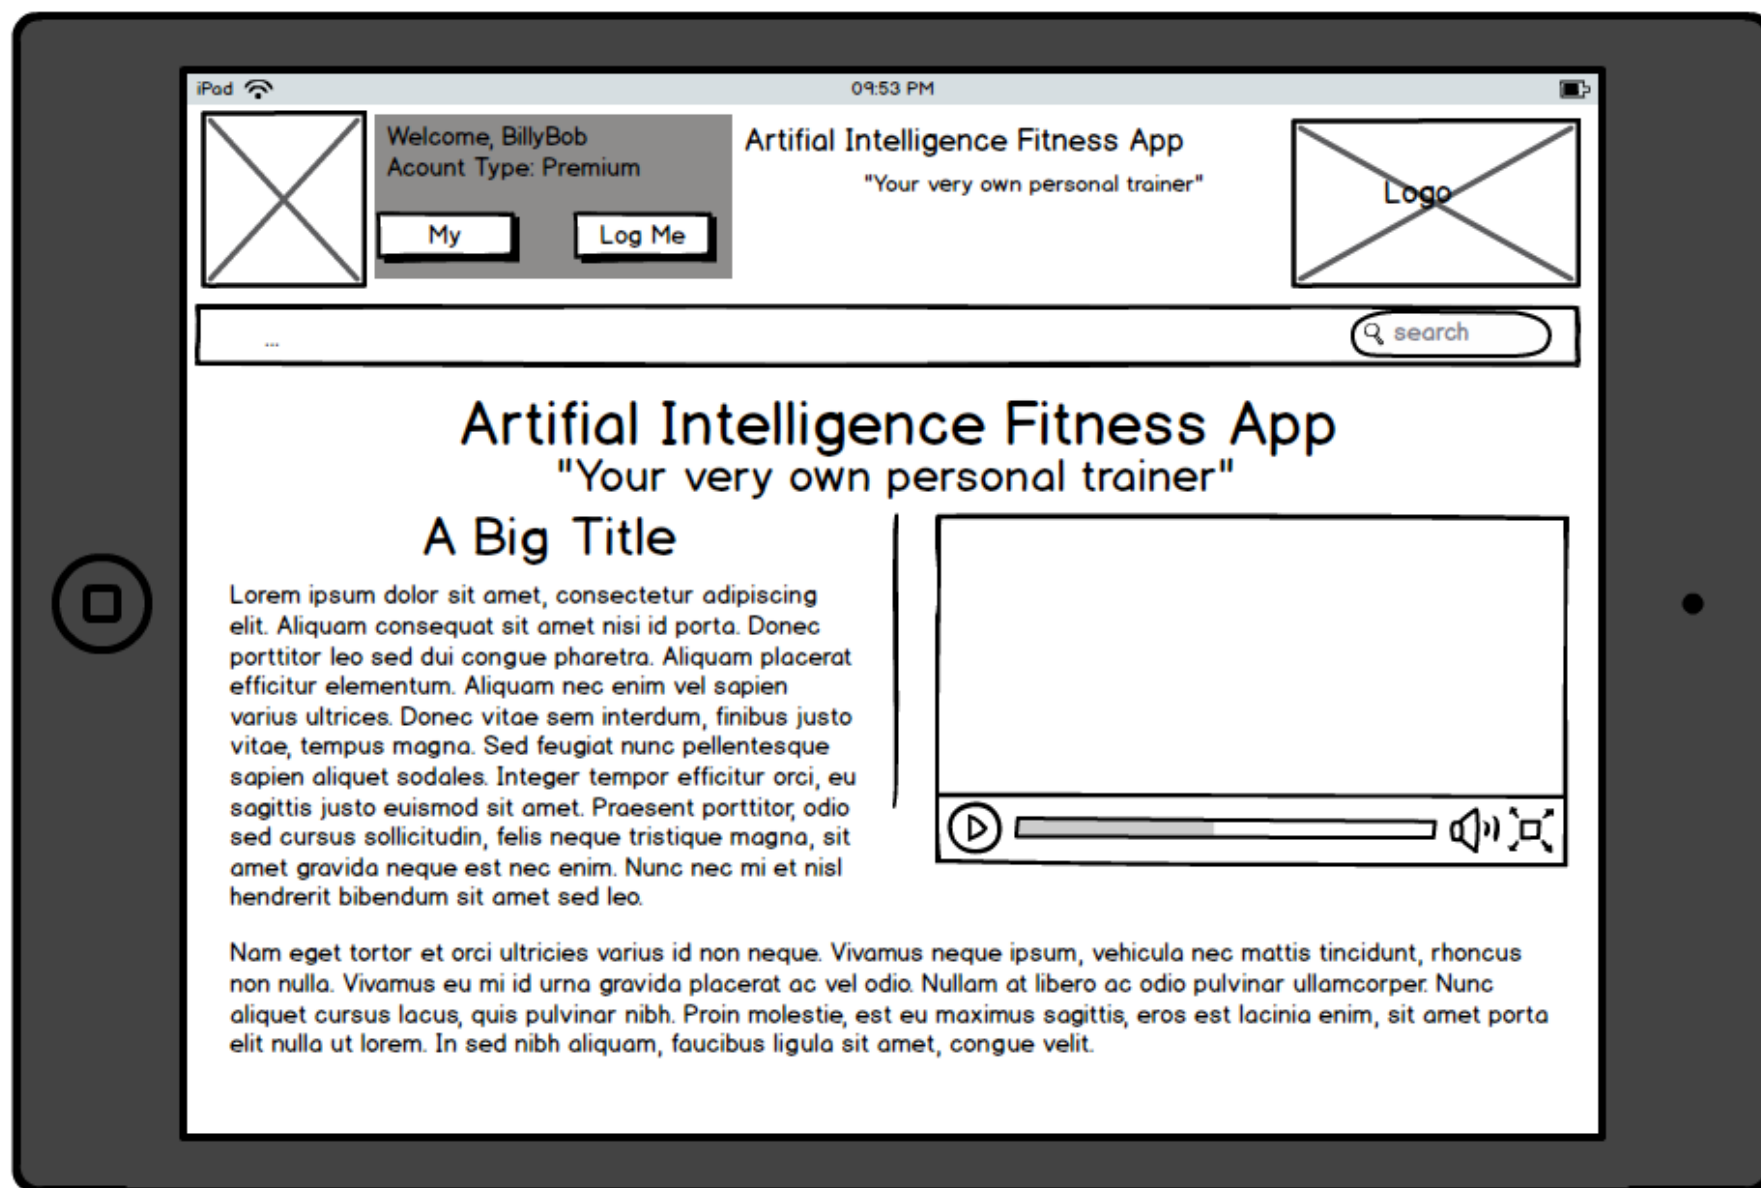 iPad
09:53 PM
Welcome, BillyBob
Acount Type: Premium
My
Log Me
Artifial Intelligence Fitness App
"Your very own personal trainer"
Logo
...
search
Artifial Intelligence Fitness App
"Your very own personal trainer"
A Big Title
Lorem ipsum dolor sit amet, consectetur adipiscing
elit. Aliquam consequat sit amet nisi id porta. Donec
porttitor leo sed dui congue pharetra. Aliquam placerat
efficitur elementum. Aliquam nec enim vel sapien
varius ultrices. Donec vitae sem interdum, finibus justo
vitae, tempus magna. Sed feugiat nunc pellentesque
sapien aliquet sodales. Integer tempor efficitur orci, eu
sagittis justo euismod sit amet. Praesent porttitor, odio
sed cursus sollicitudin, felis neque tristique magna, sit
amet gravida neque est nec enim. Nunc nec mi et nisl
hendrerit bibendum sit amet sed leo.
Nam eget tortor et orci ultricies varius id non neque. Vivamus neque ipsum, vehicula nec mattis tincidunt, rhoncus
non nulla. Vivamus eu mi id urna gravida placerat ac vel odio. Nullam at libero ac odio pulvinar ullamcorper. Nunc
aliquet cursus lacus, quis pulvinar nibh. Proin molestie, est eu maximus sagittis, eros est lacinia enim, sit amet porta
elit nulla ut lorem. In sed nibh aliquam, faucibus ligula sit amet, congue velit.